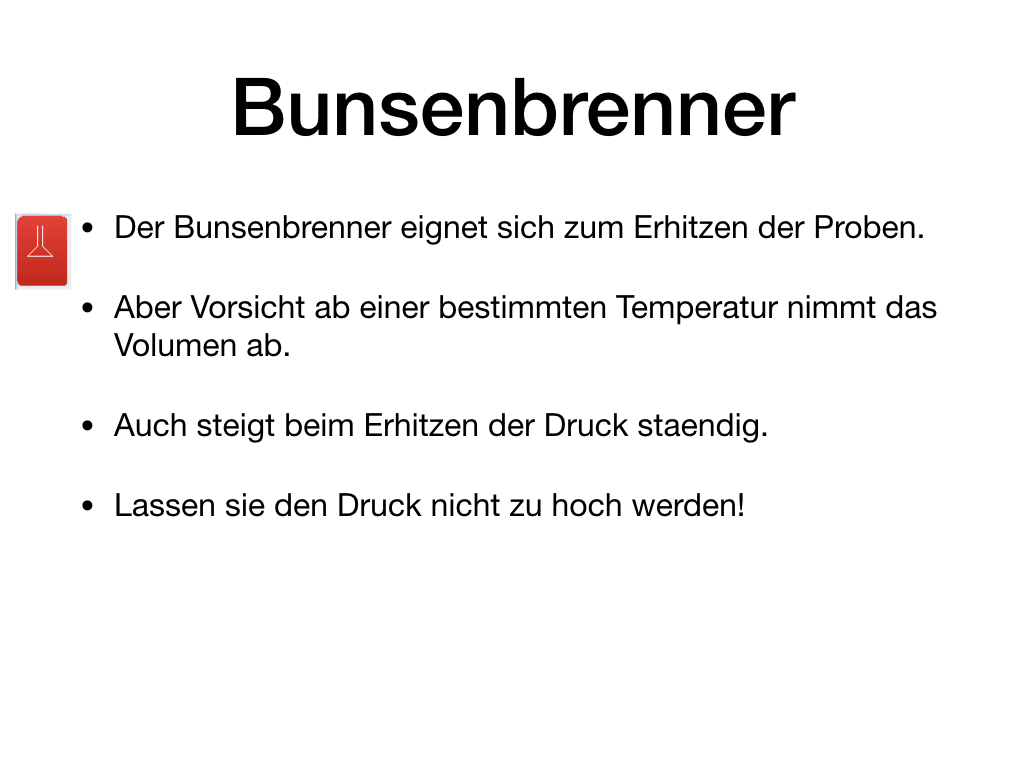 Bunsenbrenner
• Der Bunsenbrenner eignet sich zum Erhitzen der Proben.
• Aber Vorsicht ab einer bestimmten Temperatur nimmt das
Volumen ab.
• Auch steigt beim Erhitzen der Druck staendig.
• Lassen sie den Druck nicht zu hoch werden!